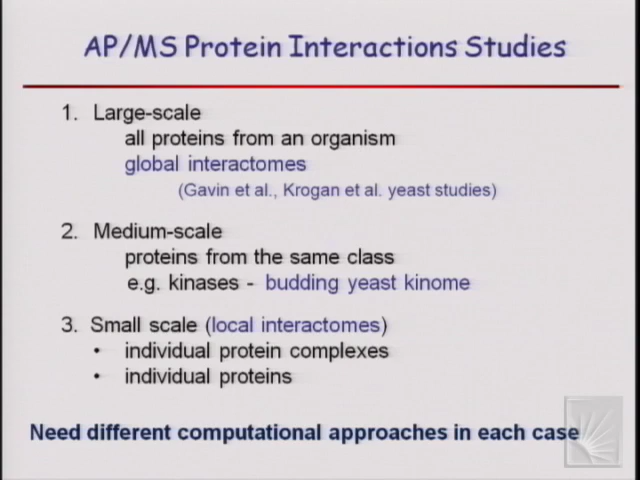 AP/MS Protein Interactions Studies
1. Large-scale
all proteins from an organism
global interactomes
(Gavin et al., Krogan et al. yeast studies)
2. Medium-scale
proteins from the same class
e.g. kinases - budding yeast kinome
3. Small scale (local interactomes)
• individual protein complexes
• individual proteins
Need different computational approaches in each case